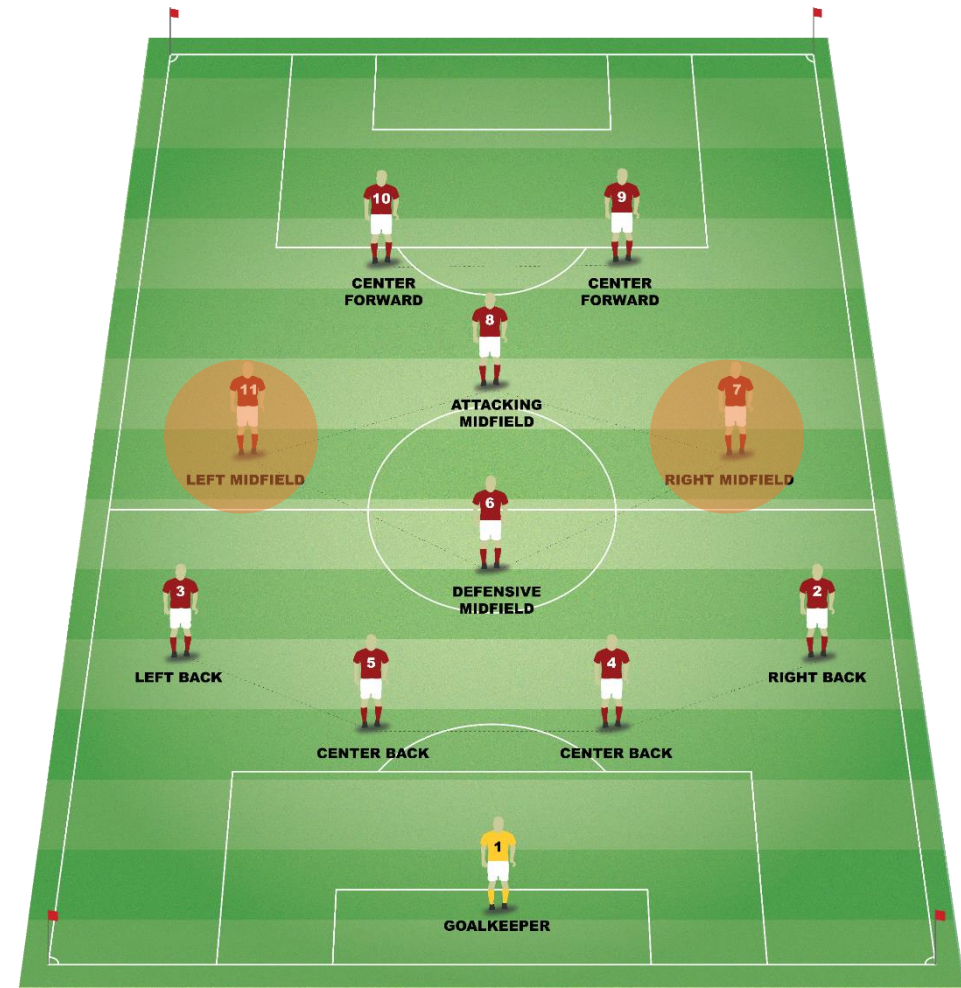 10
9
CENTER
FORWARD
CENTER
FORWARD
8
ATTACKING
MIDFIELD
11
7
LEFT MIDFIELD
RIGHT MIDFIELD
6
DEFENSIVE
MIDFIELD
3
2
LEFT BACK
RIGHT BACK
5
4
CENTER BACK
CENTER BACK
1
GOALKEEPER